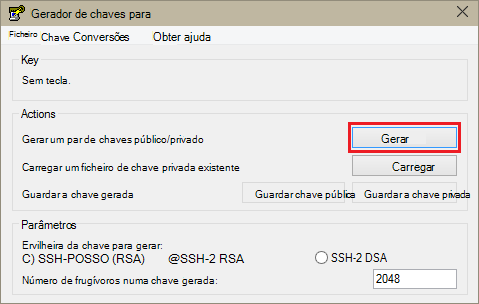 Gerador de chaves para
Ficheiro Chave Conversões Obter ajuda
Key
Sem tecla.
Actions
Gerar um par de chaves público/privado Gerar
Carregar um ficheiro de chave privada existente Carregar
Guardar a chave gerada Guardar chave pública Guardar a chave privada
Parâmetros
Ervilheira da chave para gerar:
C) SSH-POSSO (RSA) @SSH-2 RSA SSH-2 DSA
Número de frugívoros numa chave gerada: 2048